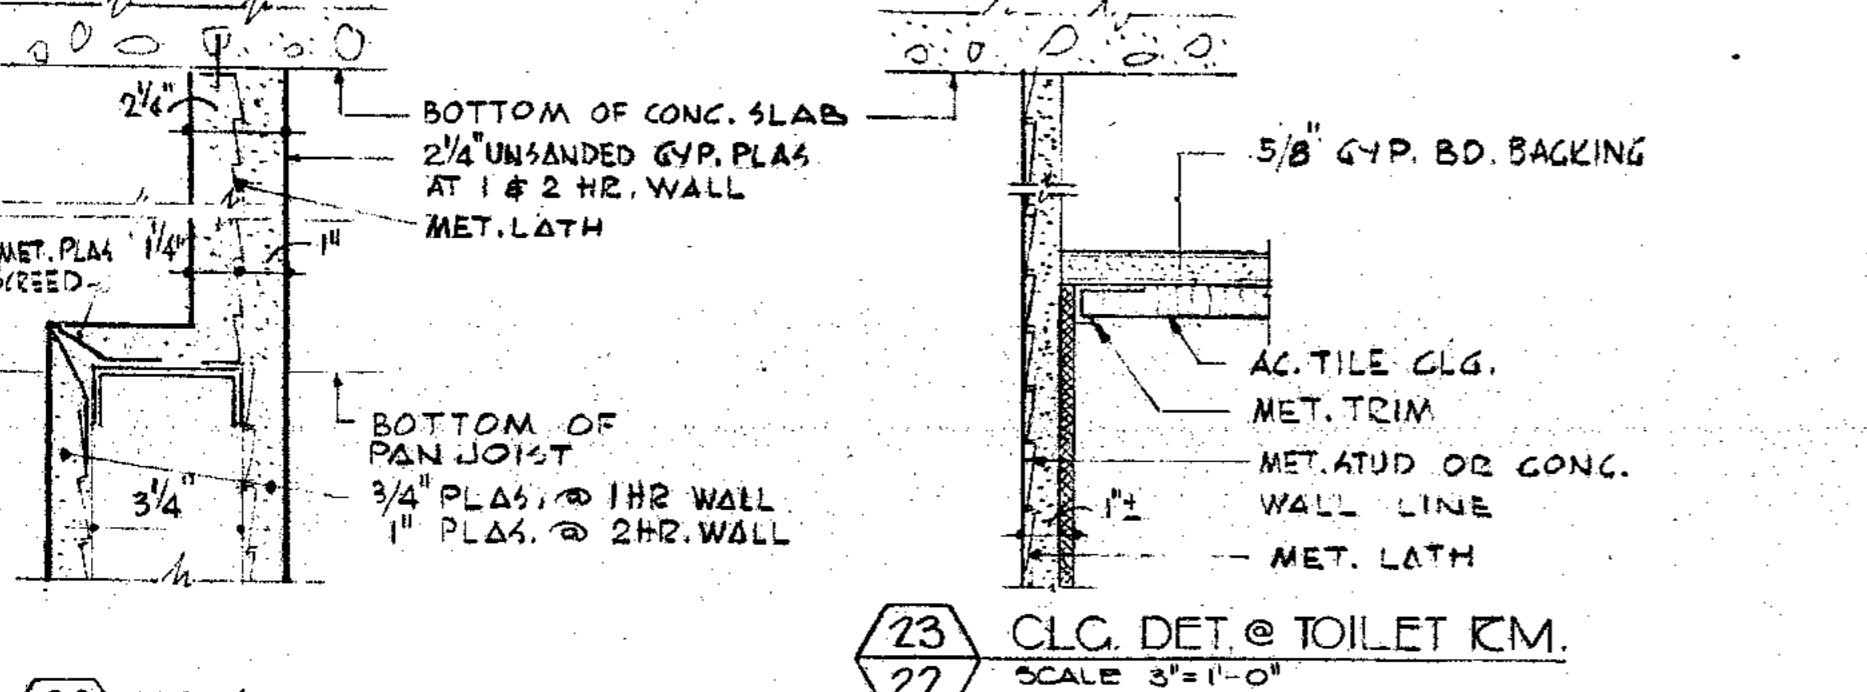 2¼"
BOTTOM OF CONC. SLAB
2¼" UNSANDED GYP. PLAS
AT 1 & 2 HR. WALL
MET. LATH
MET. PLAS
SCREED
1¼"
1"
BOTTOM OF
PAN JOIST
3/4" PLAS. @ 1HR WALL
1" PLAS. @ 2HR. WALL
3¼"
5/8" GYP. BD. BACKING
AC. TILE CLG.
MET. TRIM
MET. STUD OR CONC.
WALL LINE
1"±
MET. LATH
23 CLG. DET. @ TOILET RM.
22 SCALE 3"=1'-0"